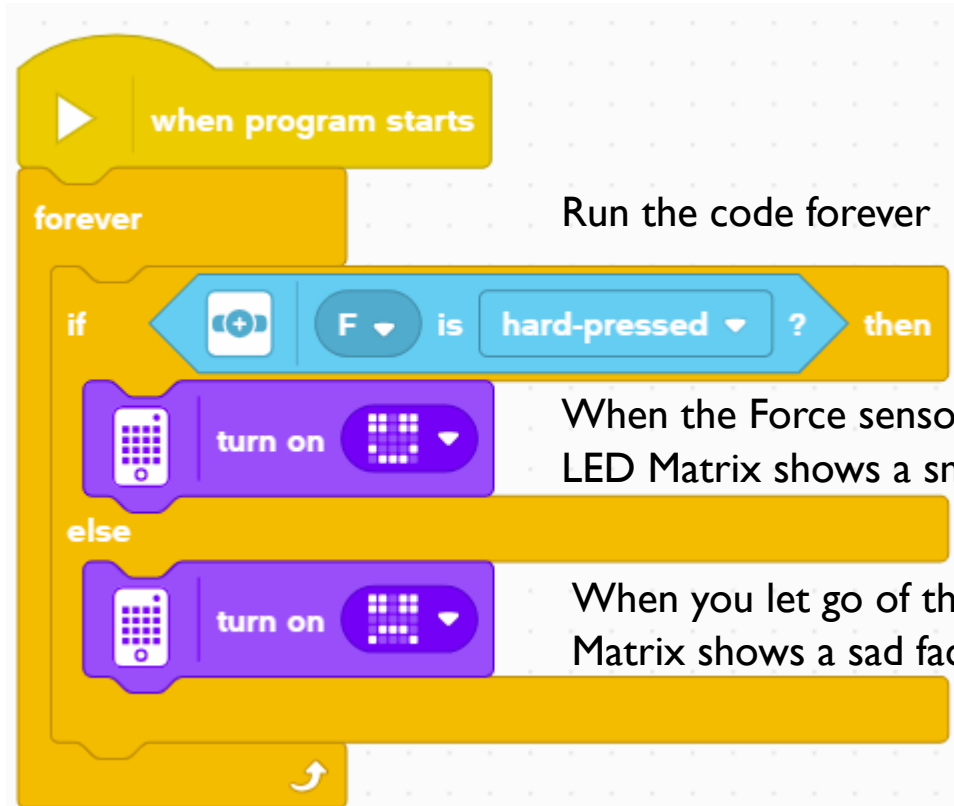 when program starts
forever
Run the code forever
if F is hard-pressed ? then
turn on
When the Force senso
LED Matrix shows a
else
turn on
When you let go of th
Matrix shows a sad fac